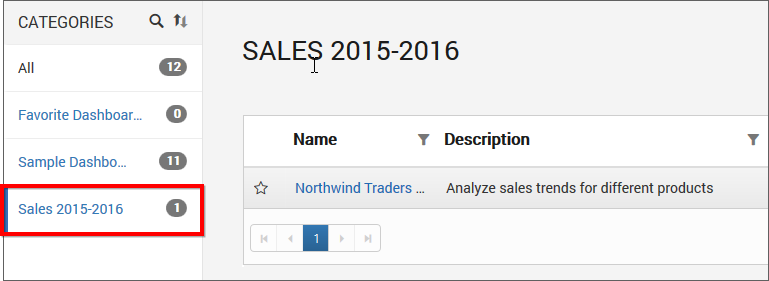 CATEGORIES
All 12
Favorite Dashboar... 0
Sample Dashbo... 11
Sales 2015-2016 1
SALES 2015-2016
Name Description
Northwind Traders ... Analyze sales trends for different products
1